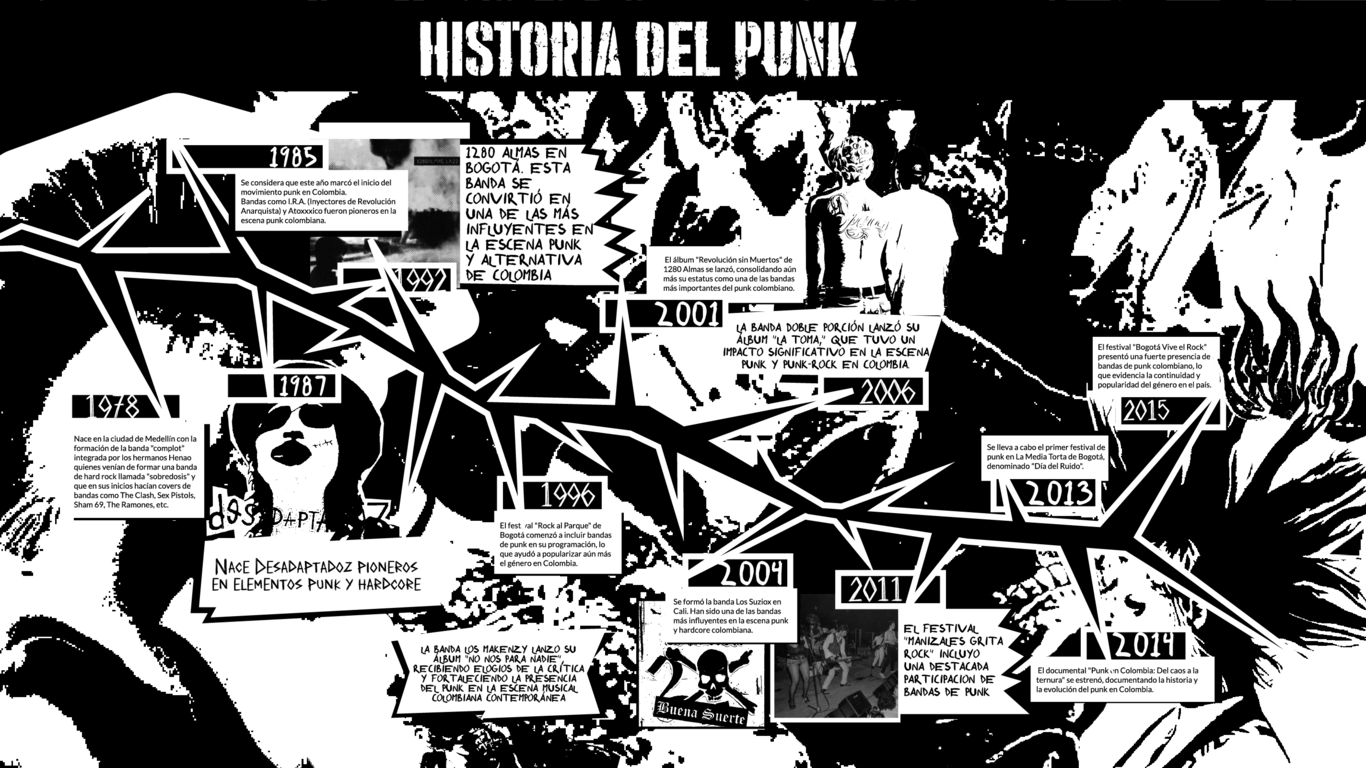 HISTORIA DEL PUNK
1985
Se considera que este año marcó el inicio del
movimiento punk en Colombia.
Bandas como I.R.A. (Inyectores de Revolución
Anarquista) y Atoxxxico fueron pioneros en la
escena punk colombiana.
1992
1280 ALMAS EN
BOGOTÁ. ESTA
BANDA SE
CONVIRTIÓ EN
UNA DE LAS MÁS
INFLUYENTES EN
LA ESCENA PUNK
Y ALTERNATIVA
DE COLOMBIA
El álbum "Revolución sin Muertos" de
1280 Almas se lanzó, consolidando aún
más su estatus como una de las bandas
más importantes del punk colombiano.
2001
LA BANDA DOBLE PORCIÓN LANZÓ SU
ÁLBUM "LA TOMA," QUE TUVO UN
IMPACTO SIGNIFICATIVO EN LA ESCENA
PUNK Y PUNK-ROCK EN COLOMBIA
2006
El festival "Bogotá Vive el Rock"
presentó una fuerte presencia de
bandas de punk colombiano, lo
que evidencia la continuidad y
popularidad del género en el país.
2015
1978
Nace en la ciudad de Medellín con la
formación de la banda "complot"
integrada por los hermanos Henao
quienes venían de formar una banda
de hard rock llamada "sobredosis" y
que en sus inicios hacían covers de
bandas como The Clash, Sex Pistols,
Sham 69, The Ramones, etc.
1987
desADAPTA Z
NACE DESADAPTADOZ PIONEROS
EN ELEMENTOS PUNK Y HARDCORE
1996
El fest val "Rock al Parque" de
Bogotá comenzó a incluir bandas
de punk en su programación, lo
que ayudó a popularizar aún más
el género en Colombia.
Se lleva a cabo el primer festival de
punk en La Media Torta de Bogotá,
denominado "Día del Ruido".
2013
2004
Se formó la banda Los Suziox en
Cali. Han sido una de las bandas
más influyentes en la escena punk
y hardcore colombiana.
Buena Suerte
2011
EL FESTIVAL
"MANIZALES GRITA
ROCK" INCLUYO
UNA DESTACADA
PARTICIPACIÓN DE
BANDAS DE PUNK
2014
El documental "Punk en Colombia: Del caos a la
ternura" se estrenó, documentando la historia y
la evolución del punk en Colombia.
LA BANDA LOS MAKENZY LANZO SU
ÁLBUM "NO NOS PARA NADIE",
RECIBIENDO ELOGIOS DE LA CRÍTICA
Y FORTALECIENDO LA PRESENCIA
DEL PUNK EN LA ESCENA MUSICAL
COLOMBIANA CONTEMPORÁNEA